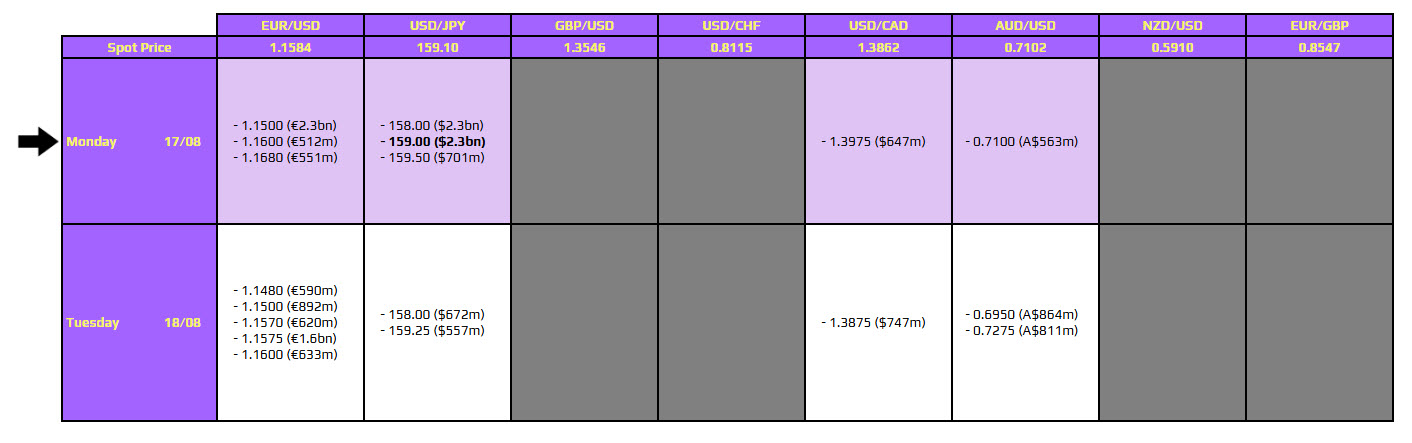 EUR/USD USD/JPY GBP/USD USD/CHF USD/CAD AUD/USD NZD/USD EUR/GBP
Spot Price 1.1584 159.10 1.3546 0.8115 1.3862 0.7102 0.5910 0.8547
Monday 17/08
- 1.1500 (€2.3bn)
- 1.1600 (€512m)
- 1.1680 (€551m)
- 158.00 ($2.3bn)
- 159.00 ($2.3bn)
- 159.50 ($701m)
- 1.3975 ($647m)
- 0.7100 (A$563m)
Tuesday 18/08
- 1.1480 (€590m)
- 1.1500 (€892m)
- 1.1570 (€620m)
- 1.1575 (€1.6bn)
- 1.1600 (€633m)
- 158.00 ($672m)
- 159.25 ($557m)
- 1.3875 ($747m)
- 0.6950 (A$864m)
- 0.7275 (A$811m)